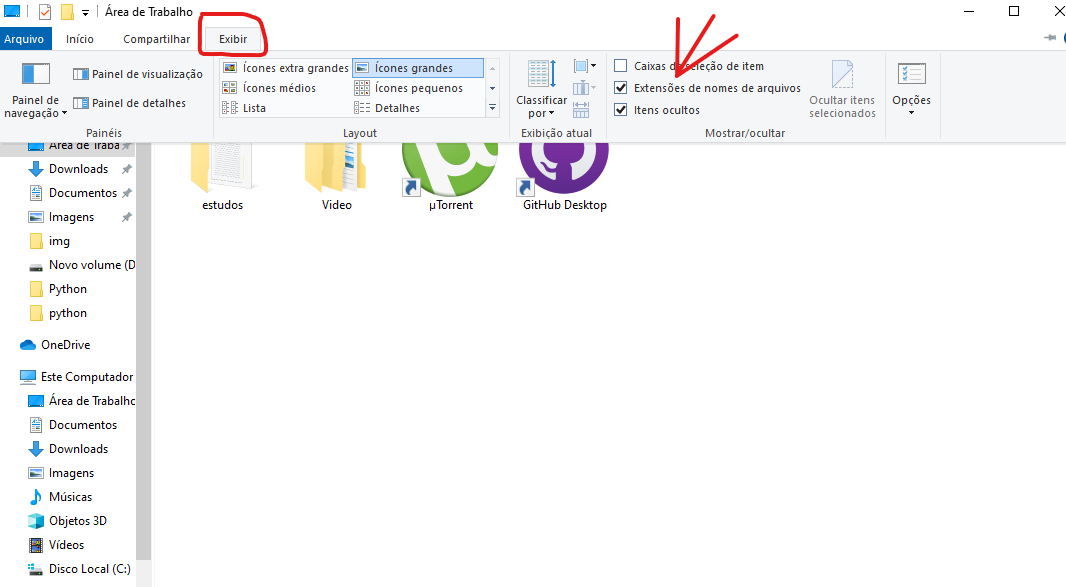 Área de Trabalho
Arquivo Início Compartilhar Exibir
Painel de navegação
Painel de visualização
Painel de detalhes
Painéis
Ícones extra grandes
Ícones grandes
Ícones médios
Ícones pequenos
Lista
Detalhes
Layout
Classificar por
Exibição atual
Caixas de seleção de item
Extensões de nomes de arquivos
Itens ocultos
Ocultar itens selecionados
Mostrar/ocultar
Opções
Área de Traba
Downloads
Documentos
Imagens
img
Novo volume (D
Python
python
OneDrive
Este Computador
Área de Trabalho
Documentos
Downloads
Imagens
Músicas
Objetos 3D
Vídeos
Disco Local (C:)
estudos
Video
µTorrent
GitHub Desktop